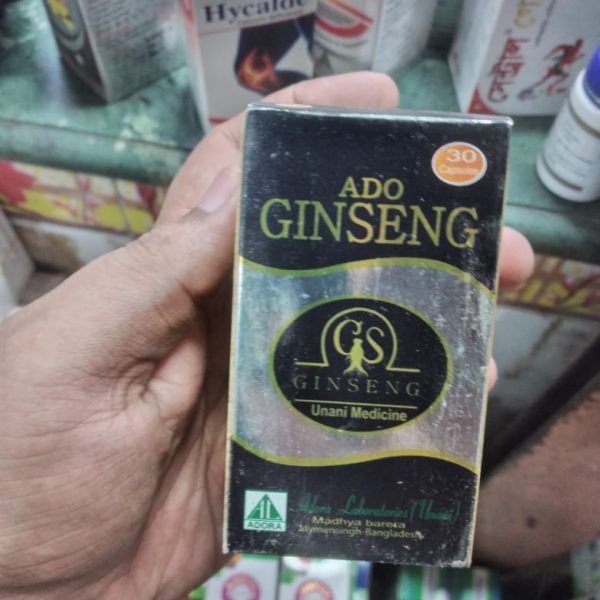 Hycalde
30
Capsules
ADO
GINSENG
GS
GINSENG
Unani Medicine
ADORA
Adora Laboratories (Unani)
Madhya barera
Mymensingh-Bangladesh